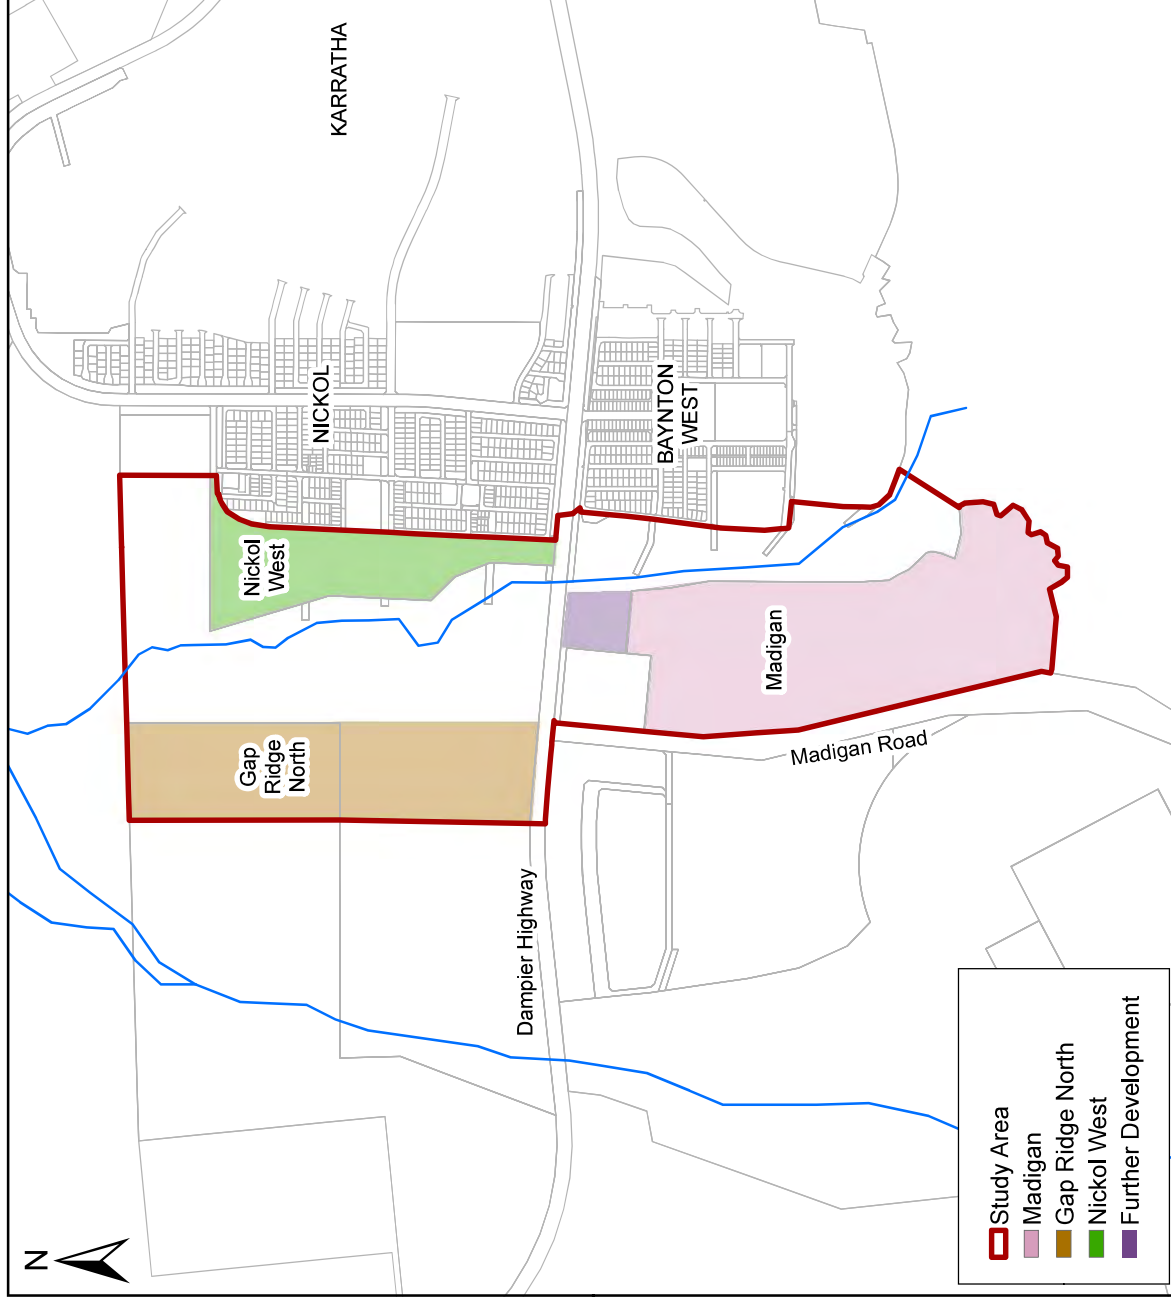 N
KARRATHA
NICKOL
Nickol
West
Gap
Ridge
North
Dampier Highway
BAYNTON
WEST
Madigan
Madigan Road
Study Area
Madigan
Gap Ridge North
Nickol West
Further Development